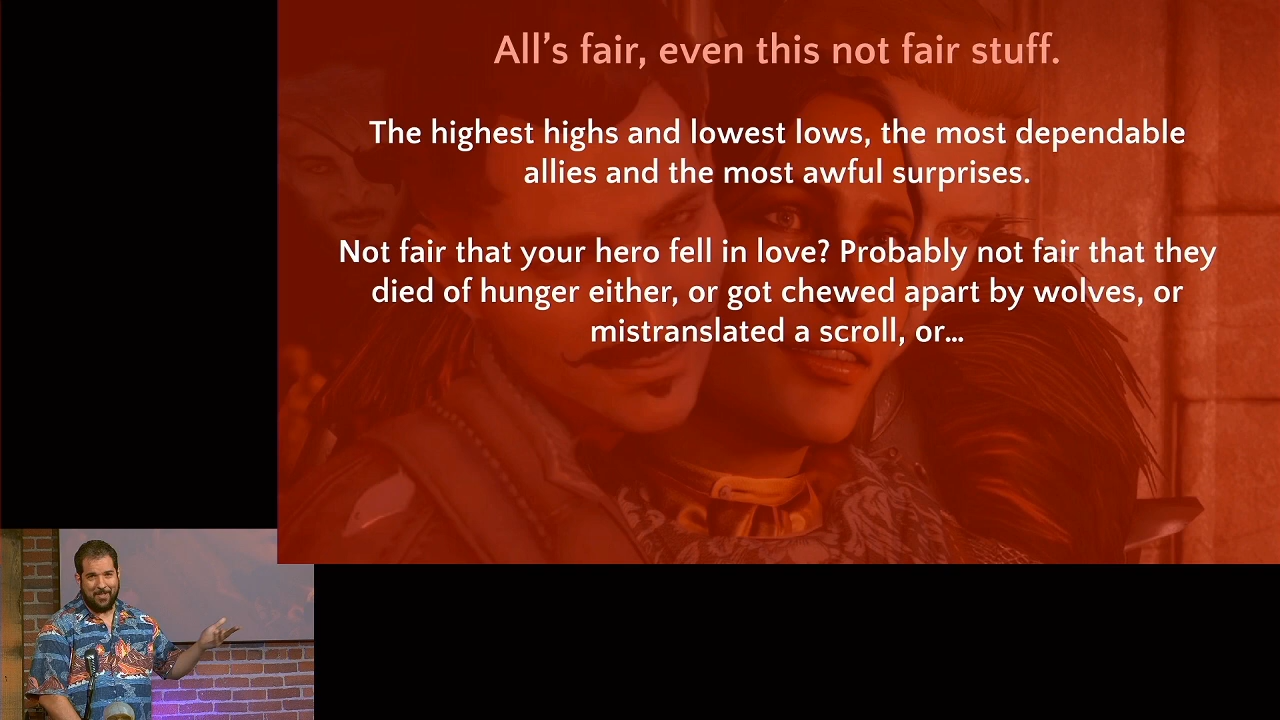 All’s fair, even this not fair stuff.
The highest highs and lowest lows, the most dependable
allies and the most awful surprises.
Not fair that your hero fell in love? Probably not fair that they
died of hunger either, or got chewed apart by wolves, or
mistranslated a scroll, or…